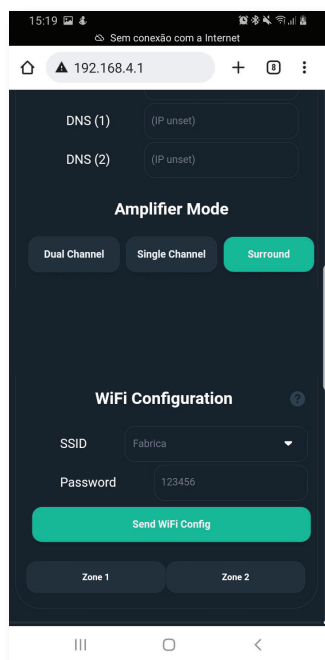 15:19
Sem conexão com a Internet
192.168.4.1
8
DNS (1) (IP unset)
DNS (2) (IP unset)
Amplifier Mode
Dual Channel Single Channel Surround
WiFi Configuration ?
SSID Fabrica
Password 123456
Send WiFi Config
Zone 1 Zone 2